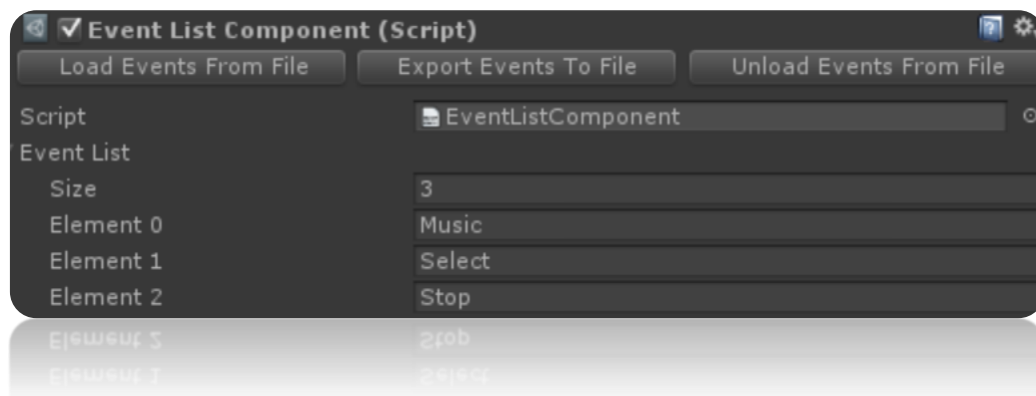 Event List Component (Script)
Load Events From File Export Events To File Unload Events From File
Script EventListComponent
Event List
Size 3
Element 0 Music
Element 1 Select
Element 2 Stop